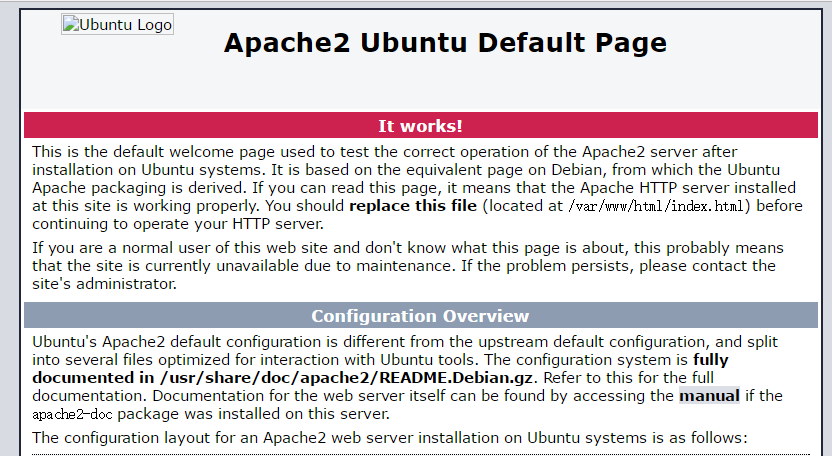 Ubuntu Logo
Apache2 Ubuntu Default Page
It works!
This is the default welcome page used to test the correct operation of the Apache2 server after
installation on Ubuntu systems. It is based on the equivalent page on Debian, from which the Ubuntu
Apache packaging is derived. If you can read this page, it means that the Apache HTTP server installed
at this site is working properly. You should replace this file (located at /var/www/html/index.html) before
continuing to operate your HTTP server.
If you are a normal user of this web site and don't know what this page is about, this probably means
that the site is currently unavailable due to maintenance. If the problem persists, please contact the
site's administrator.
Configuration Overview
Ubuntu's Apache2 default configuration is different from the upstream default configuration, and split
into several files optimized for interaction with Ubuntu tools. The configuration system is fully
documented in /usr/share/doc/apache2/README.Debian.gz. Refer to this for the full
documentation. Documentation for the web server itself can be found by accessing the manual if the
apache2-doc package was installed on this server.
The configuration layout for an Apache2 web server installation on Ubuntu systems is as follows: